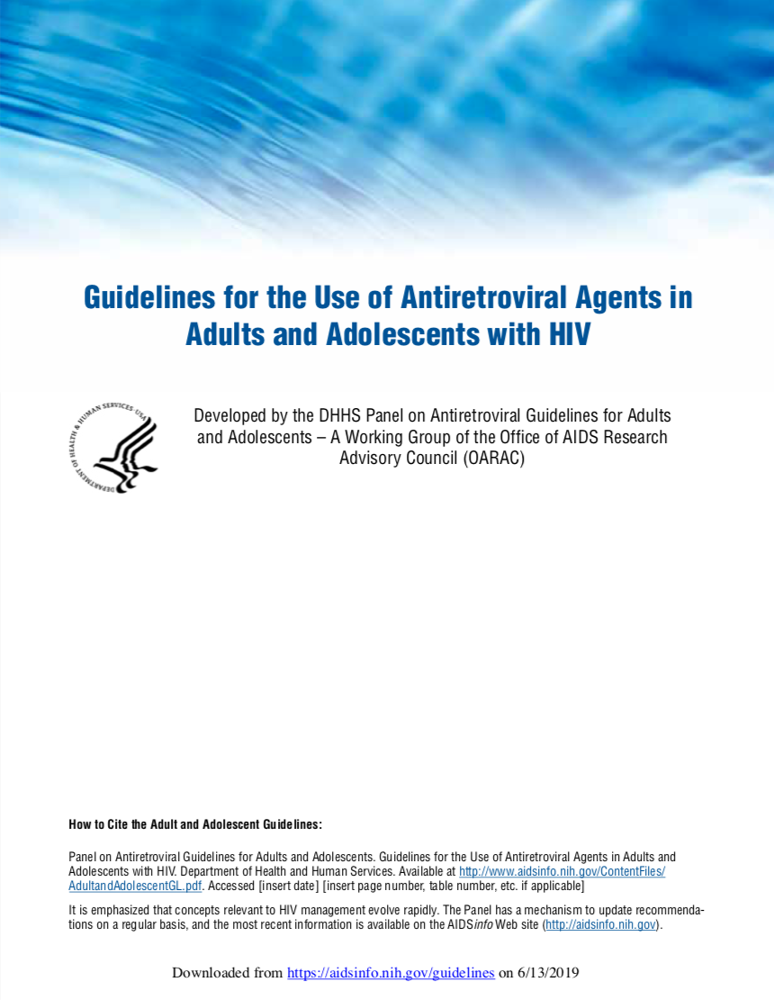 Guidelines for the Use of Antiretroviral Agents in
Adults and Adolescents with HIV
DEPARTMENT OF HEALTH & HUMAN SERVICES·USA
Developed by the DHHS Panel on Antiretroviral Guidelines for Adults
and Adolescents – A Working Group of the Office of AIDS Research
Advisory Council (OARAC)
How to Cite the Adult and Adolescent Guidelines:
Panel on Antiretroviral Guidelines for Adults and Adolescents. Guidelines for the Use of Antiretroviral Agents in Adults and
Adolescents with HIV. Department of Health and Human Services. Available at http://www.aidsinfo.nih.gov/ContentFiles/
AdultandAdolescentGL.pdf. Accessed [insert date] [insert page number, table number, etc. if applicable]
It is emphasized that concepts relevant to HIV management evolve rapidly. The Panel has a mechanism to update recommenda-
tions on a regular basis, and the most recent information is available on the AIDSinfo Web site (http://aidsinfo.nih.gov).
Downloaded from https://aidsinfo.nih.gov/guidelines on 6/13/2019